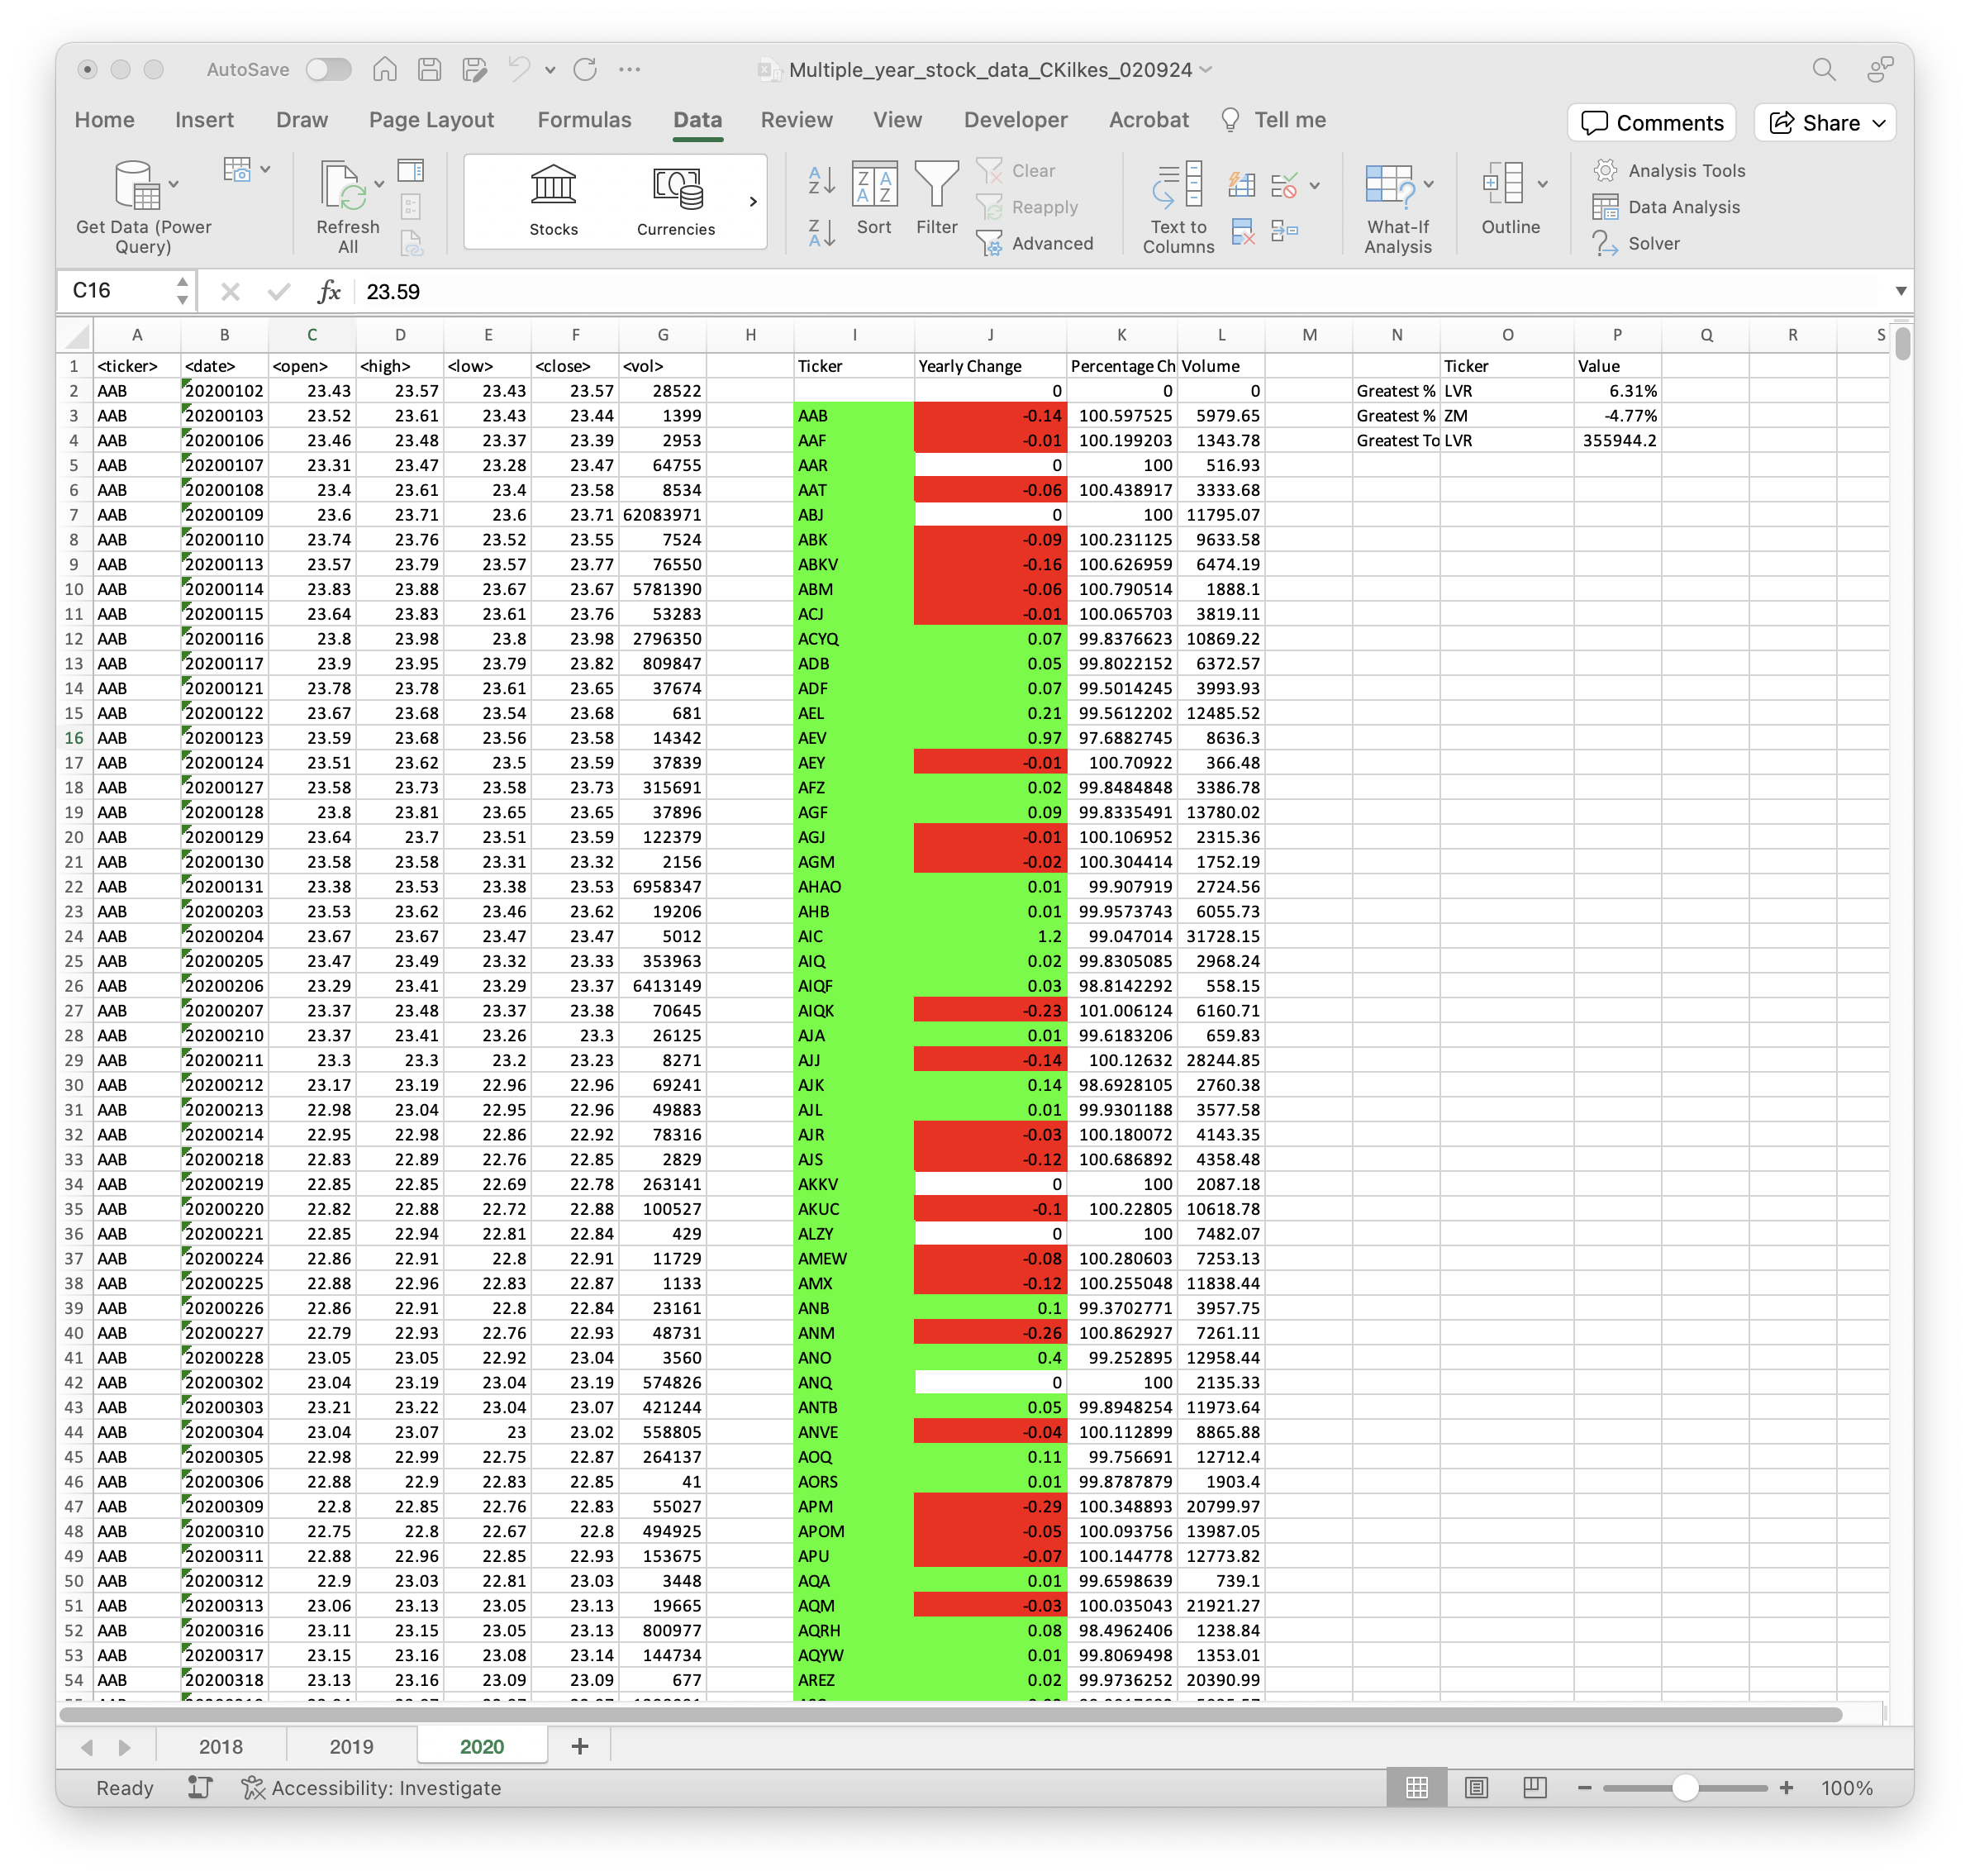 AutoSave Multiple_year_stock_data_CKilkes_020924
Home Insert Draw Page Layout Formulas Data Review View Developer Acrobat Tell me Comments Share
Get Data (Power Query) Refresh All Stocks Currencies Sort Filter Clear Reapply Advanced Text to Columns What-If Analysis Outline Analysis Tools Data Analysis Solver
C16 fx 23.59
A B C D E F G H I J K L M N O P Q R S
1 <ticker> <date> <open> <high> <low> <close> <vol> Ticker Yearly Change Percentage Ch Volume Ticker Value
2 AAB 20200102 23.43 23.57 23.43 23.57 28522 0 0 0 Greatest % LVR 6.31%
3 AAB 20200103 23.52 23.61 23.43 23.44 1399 AAB -0.14 100.597525 5979.65 Greatest % ZM -4.77%
4 AAB 20200106 23.46 23.48 23.37 23.39 2953 AAF -0.01 100.199203 1343.78 Greatest To LVR 355944.2
5 AAB 20200107 23.31 23.47 23.28 23.47 64755 AAR 0 100 516.93
6 AAB 20200108 23.4 23.61 23.4 23.58 8534 AAT -0.06 100.438917 3333.68
7 AAB 20200109 23.6 23.71 23.6 23.71 62083971 ABJ 0 100 11795.07
8 AAB 20200110 23.74 23.76 23.52 23.55 7524 ABK -0.09 100.231125 9633.58
9 AAB 20200113 23.57 23.79 23.57 23.77 76550 ABKV -0.16 100.626959 6474.19
10 AAB 20200114 23.83 23.88 23.67 23.67 5781390 ABM -0.06 100.790514 1888.1
11 AAB 20200115 23.64 23.83 23.61 23.76 53283 ACJ -0.01 100.065703 3819.11
12 AAB 20200116 23.8 23.98 23.8 23.98 2796350 ACYQ 0.07 99.8376623 10869.22
13 AAB 20200117 23.9 23.95 23.79 23.82 809847 ADB 0.05 99.8022152 6372.57
14 AAB 20200121 23.78 23.78 23.61 23.65 37674 ADF 0.07 99.5014245 3993.93
15 AAB 20200122 23.67 23.68 23.54 23.68 681 AEL 0.21 99.5612202 12485.52
16 AAB 20200123 23.59 23.68 23.56 23.58 14342 AEV 0.97 97.6882745 8636.3
17 AAB 20200124 23.51 23.62 23.5 23.59 37839 AEY -0.01 100.70922 366.48
18 AAB 20200127 23.58 23.73 23.58 23.73 315691 AFZ 0.02 99.8484848 3386.78
19 AAB 20200128 23.8 23.81 23.65 23.65 37896 AGF 0.09 99.8335491 13780.02
20 AAB 20200129 23.64 23.7 23.51 23.59 122379 AGJ -0.01 100.106952 2315.36
21 AAB 20200130 23.58 23.58 23.31 23.32 2156 AGM -0.02 100.304414 1752.19
22 AAB 20200131 23.38 23.53 23.38 23.53 6958347 AHAO 0.01 99.907919 2724.56
23 AAB 20200203 23.53 23.62 23.46 23.62 19206 AHB 0.01 99.9573743 6055.73
24 AAB 20200204 23.67 23.67 23.47 23.47 5012 AIC 1.2 99.047014 31728.15
25 AAB 20200205 23.47 23.49 23.32 23.33 353963 AIQ 0.02 99.8305085 2968.24
26 AAB 20200206 23.29 23.41 23.29 23.37 6413149 AIQF 0.03 98.8142292 558.15
27 AAB 20200207 23.37 23.48 23.37 23.38 70645 AIQK -0.23 101.006124 6160.71
28 AAB 20200210 23.37 23.41 23.26 23.3 26125 AJA 0.01 99.6183206 659.83
29 AAB 20200211 23.3 23.3 23.2 23.23 8271 AJJ -0.14 100.12632 28244.85
30 AAB 20200212 23.17 23.19 22.96 22.96 69241 AJK 0.14 98.6928105 2760.38
31 AAB 20200213 22.98 23.04 22.95 22.96 49883 AJL 0.01 99.9301188 3577.58
32 AAB 20200214 22.95 22.98 22.86 22.92 78316 AJR -0.03 100.180072 4143.35
33 AAB 20200218 22.83 22.89 22.76 22.85 2829 AJS -0.12 100.686892 4358.48
34 AAB 20200219 22.85 22.85 22.69 22.78 263141 AKKV 0 100 2087.18
35 AAB 20200220 22.82 22.88 22.72 22.88 100527 AKUC -0.1 100.22805 10618.78
36 AAB 20200221 22.85 22.94 22.81 22.84 429 ALZY 0 100 7482.07
37 AAB 20200224 22.86 22.91 22.8 22.91 11729 AMEW -0.08 100.280603 7253.13
38 AAB 20200225 22.88 22.96 22.83 22.87 1133 AMX -0.12 100.255048 11838.44
39 AAB 20200226 22.86 22.91 22.8 22.84 23161 ANB 0.1 99.3702771 3957.75
40 AAB 20200227 22.79 22.93 22.76 22.93 48731 ANM -0.26 100.862927 7261.11
41 AAB 20200228 23.05 23.05 22.92 23.04 3560 ANO 0.4 99.252895 12958.44
42 AAB 20200302 23.04 23.19 23.04 23.19 574826 ANQ 0 100 2135.33
43 AAB 20200303 23.21 23.22 23.04 23.07 421244 ANTB 0.05 99.8948254 11973.64
44 AAB 20200304 23.04 23.07 23 23.02 558805 ANVE -0.04 100.112899 8865.88
45 AAB 20200305 22.98 22.99 22.75 22.87 264137 AOQ 0.11 99.756691 12712.4
46 AAB 20200306 22.88 22.9 22.83 22.85 41 AORS 0.01 99.8787879 1903.4
47 AAB 20200309 22.8 22.85 22.76 22.83 55027 APM -0.29 100.348893 20799.97
48 AAB 20200310 22.75 22.8 22.67 22.8 494925 APOM -0.05 100.093756 13987.05
49 AAB 20200311 22.88 22.96 22.85 22.93 153675 APU -0.07 100.144778 12773.82
50 AAB 20200312 22.9 23.03 22.81 23.03 3448 AQA 0.01 99.6598639 739.1
51 AAB 20200313 23.06 23.13 23.05 23.13 19665 AQM -0.03 100.035043 21921.27
52 AAB 20200316 23.11 23.15 23.05 23.13 800977 AQRH 0.08 98.4962406 1238.84
53 AAB 20200317 23.15 23.16 23.08 23.14 144734 AQYW 0.01 99.8069498 1353.01
54 AAB 20200318 23.13 23.16 23.09 23.09 677 AREZ 0.02 99.9736252 20390.99
2018 2019 2020 +
Ready Accessibility: Investigate 100%